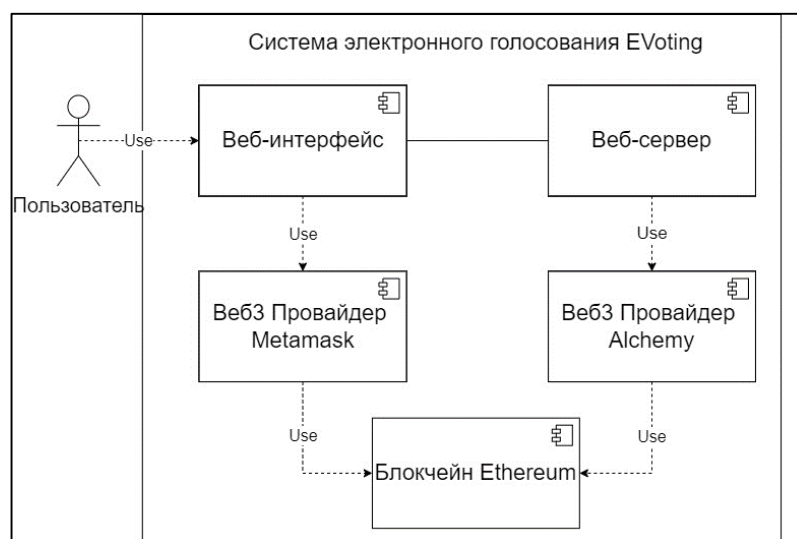 Система электронного голосования EVoting
Веб-интерфейс
Веб-сервер
Use
Пользователь
Use
Use
Веб3 Провайдер
Metamask
Веб3 Провайдер
Alchemy
Use
Use
Блокчейн Ethereum